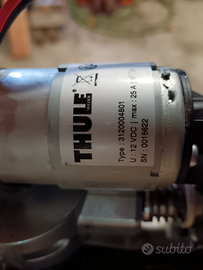 THULE
Type : 3120004801
U : 12 VDC | max : 25 A |
SN : 0016622
subito